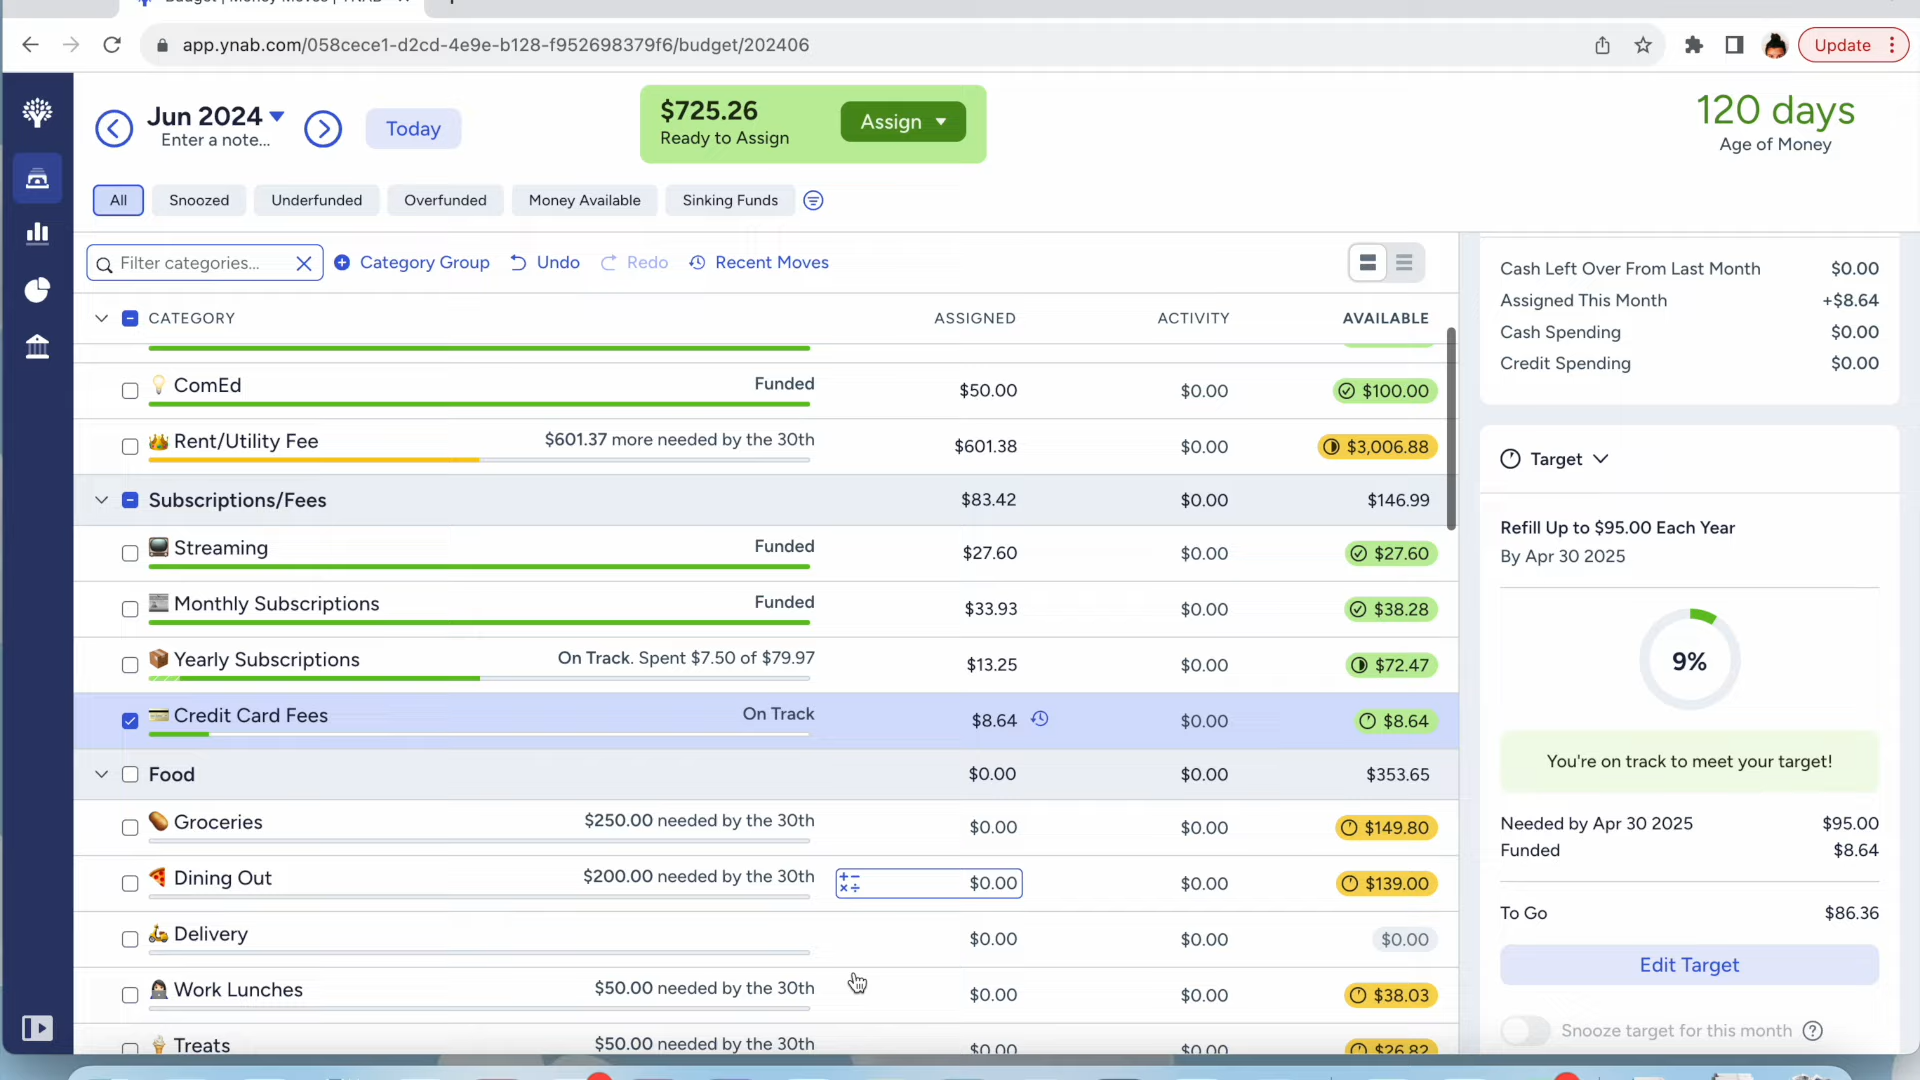 app.ynab.com/058cece1-d2cd-4e9e-b128-f952698379f6/budget/202406
Update
Jun 2024
Enter a note...
Today
$725.26
Ready to Assign
Assign
120 days
Age of Money
All
Snoozed
Underfunded
Overfunded
Money Available
Sinking Funds
Filter categories...
Category Group
Undo
Redo
Recent Moves
CATEGORY ASSIGNED ACTIVITY AVAILABLE
ComEd Funded $50.00 $0.00 $100.00
Rent/Utility Fee $601.37 more needed by the 30th $601.38 $0.00 $3,006.88
Subscriptions/Fees $83.42 $0.00 $146.99
Streaming Funded $27.60 $0.00 $27.60
Monthly Subscriptions Funded $33.93 $0.00 $38.28
Yearly Subscriptions On Track. Spent $7.50 of $79.97 $13.25 $0.00 $72.47
Credit Card Fees On Track $8.64 $0.00 $8.64
Food $0.00 $0.00 $353.65
Groceries $250.00 needed by the 30th $0.00 $0.00 $149.80
Dining Out $200.00 needed by the 30th $0.00 $0.00 $139.00
Delivery $0.00 $0.00 $0.00
Work Lunches $50.00 needed by the 30th $0.00 $0.00 $38.03
Treats $50.00 needed by the 30th $0.00 $0.00 $26.82
Cash Left Over From Last Month $0.00
Assigned This Month +$8.64
Cash Spending $0.00
Credit Spending $0.00
Target
Refill Up to $95.00 Each Year
By Apr 30 2025
9%
You're on track to meet your target!
Needed by Apr 30 2025 $95.00
Funded $8.64
To Go $86.36
Edit Target
Snooze target for this month